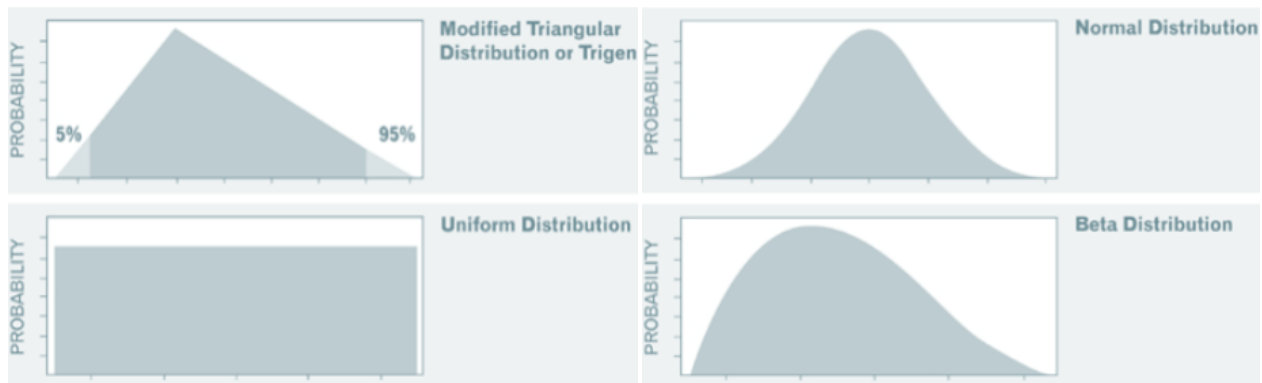 PROBABILITY
5%
95%
Modified Triangular
Distribution or Trigen
PROBABILITY
Normal Distribution
PROBABILITY
Uniform Distribution
PROBABILITY
Beta Distribution